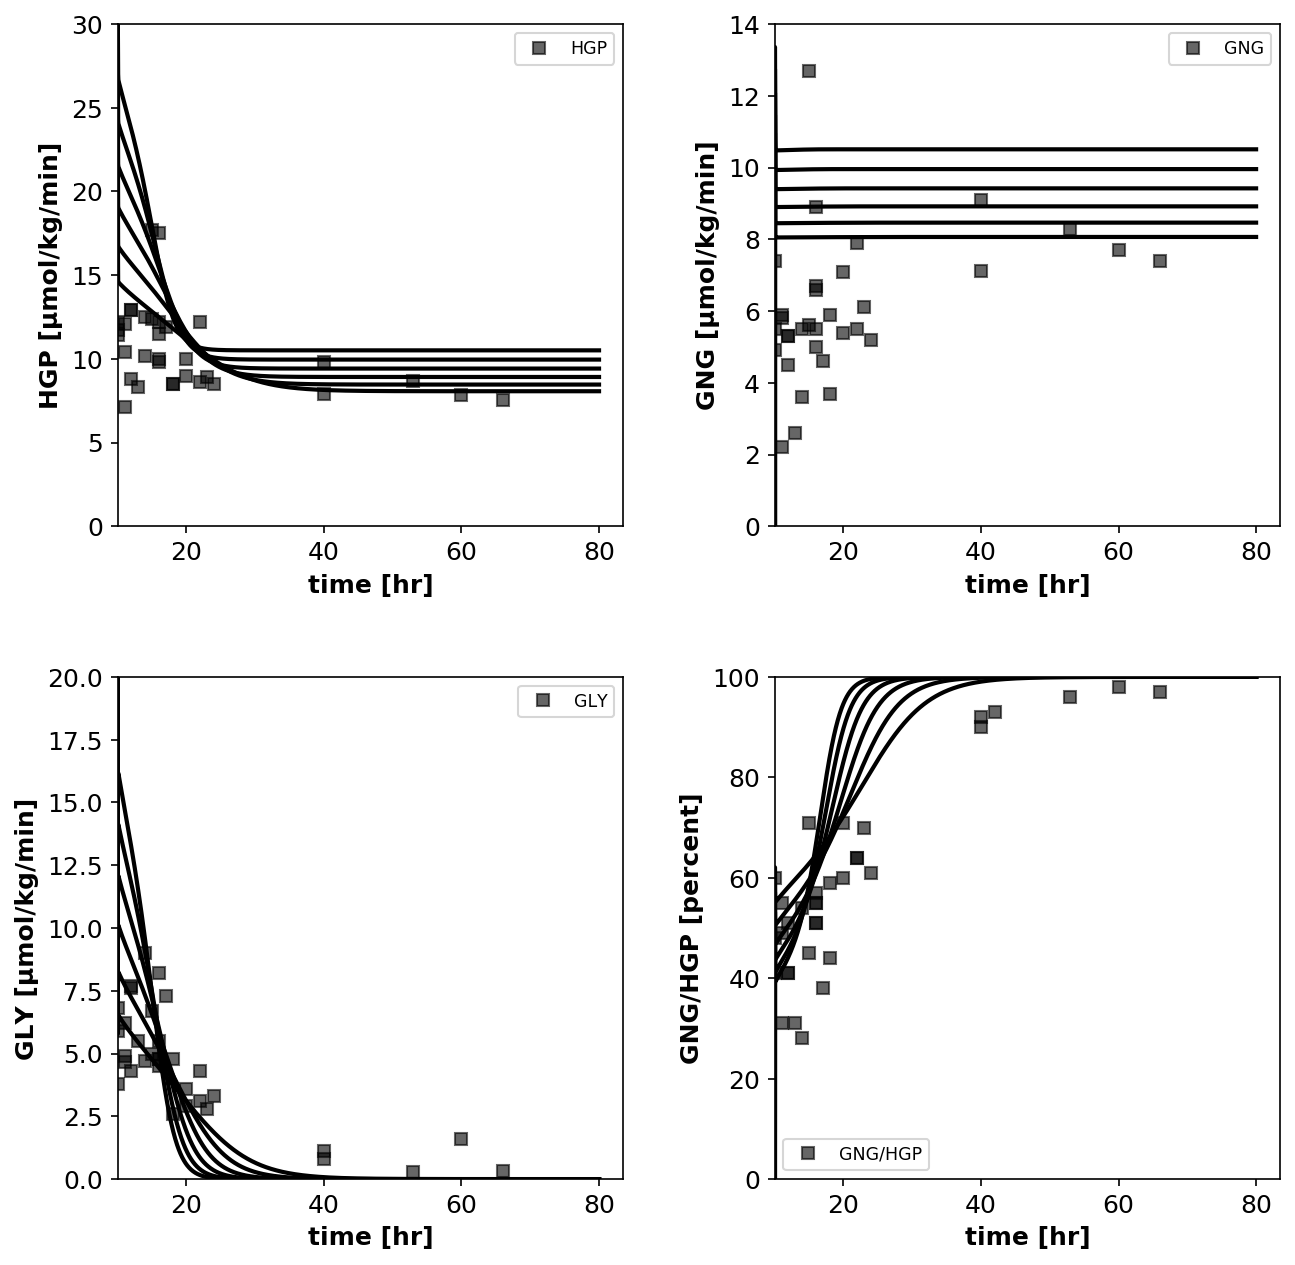 30
25
20
15
10
5
0
HGP [μmol/kg/min]
HGP
20 40 60 80
time [hr]
14
12
10
8
6
4
2
0
GNG [μmol/kg/min]
GNG
20 40 60 80
time [hr]
20.0
17.5
15.0
12.5
10.0
7.5
5.0
2.5
0.0
GLY [μmol/kg/min]
GLY
20 40 60 80
time [hr]
100
80
60
40
20
0
GNG/HGP [percent]
GNG/HGP
20 40 60 80
time [hr]